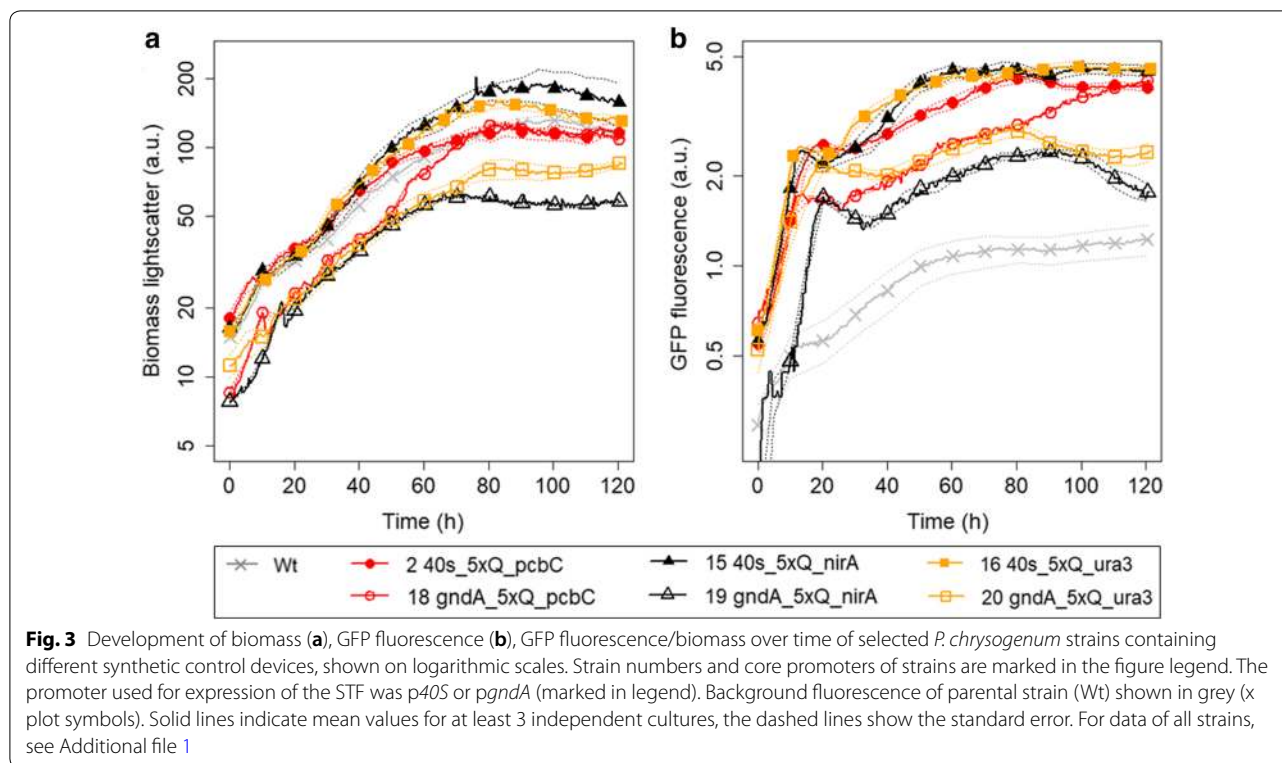 a
b
200
100
50
20
10
5
Biomass lightscatter (a.u.)
0 20 40 60 80 100 120
Time (h)
5.0
2.0
1.0
0.5
GFP fluorescence (a.u.)
0 20 40 60 80 100 120
Time (h)
Wt 2 40s_5xQ_pcbC 15 40s_5xQ_nirA 16 40s_5xQ_ura3
18 gndA_5xQ_pcbC 19 gndA_5xQ_nirA 20 gndA_5xQ_ura3
Fig. 3 Development of biomass (a), GFP fluorescence (b), GFP fluorescence/biomass over time of selected P. chrysogenum strains containing
different synthetic control devices, shown on logarithmic scales. Strain numbers and core promoters of strains are marked in the figure legend. The
promoter used for expression of the STF was p40S or pgndA (marked in legend). Background fluorescence of parental strain (Wt) shown in grey (x
plot symbols). Solid lines indicate mean values for at least 3 independent cultures, the dashed lines show the standard error. For data of all strains,
see Additional file 1